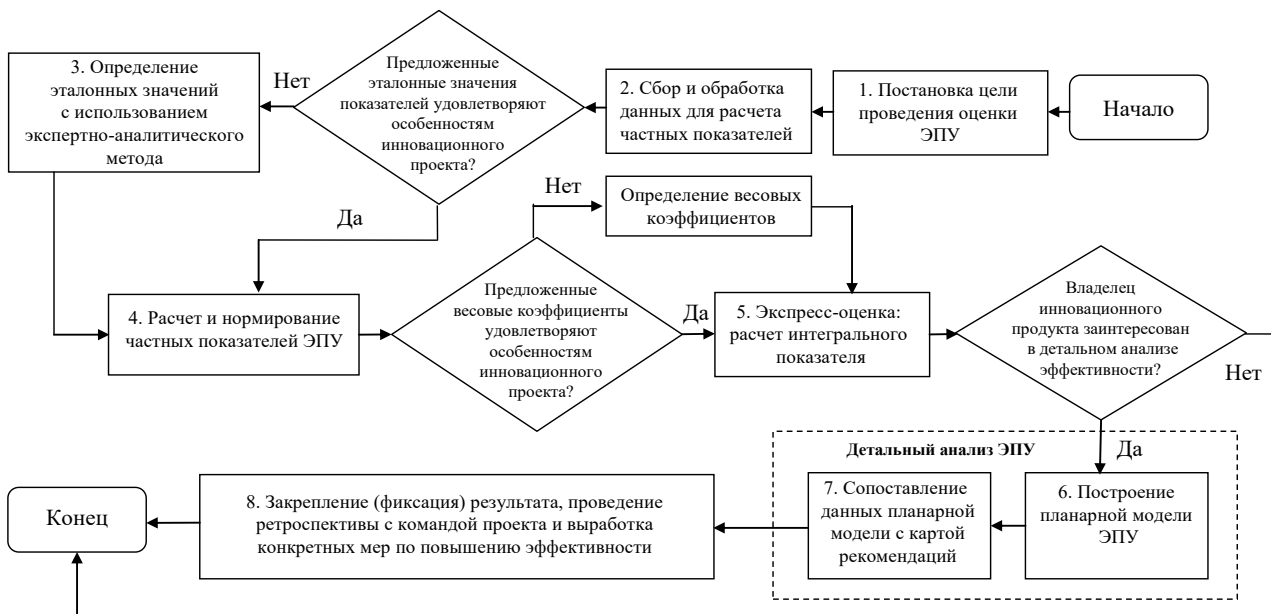 Начало
1. Постановка цели
проведения оценки
ЭПУ
2. Сбор и обработка
данных для расчета
частных показателей
Предложенные
эталонные значения
показателей удовлетворяют
особенностям
инновационного
проекта?
Нет
3. Определение
эталонных значений
с использованием
экспертно-аналитического
метода
Да
4. Расчет и нормирование
частных показателей ЭПУ
Предложенные
весовые коэффициенты
удовлетворяют
особенностям
инновационного
проекта?
Нет
Определение весовых
коэффициентов
Да
5. Экспресс-оценка:
расчет интегрального
показателя
Владелец
инновационного
продукта заинтересован
в детальном анализе
эффективности?
Нет
Да
Детальный анализ ЭПУ
6. Построение
планарной модели
ЭПУ
7. Сопоставление
данных планарной
модели с картой
рекомендаций
8. Закрепление (фиксация) результата, проведение
ретроспективы с командой проекта и выработка
конкретных мер по повышению эффективности
Конец